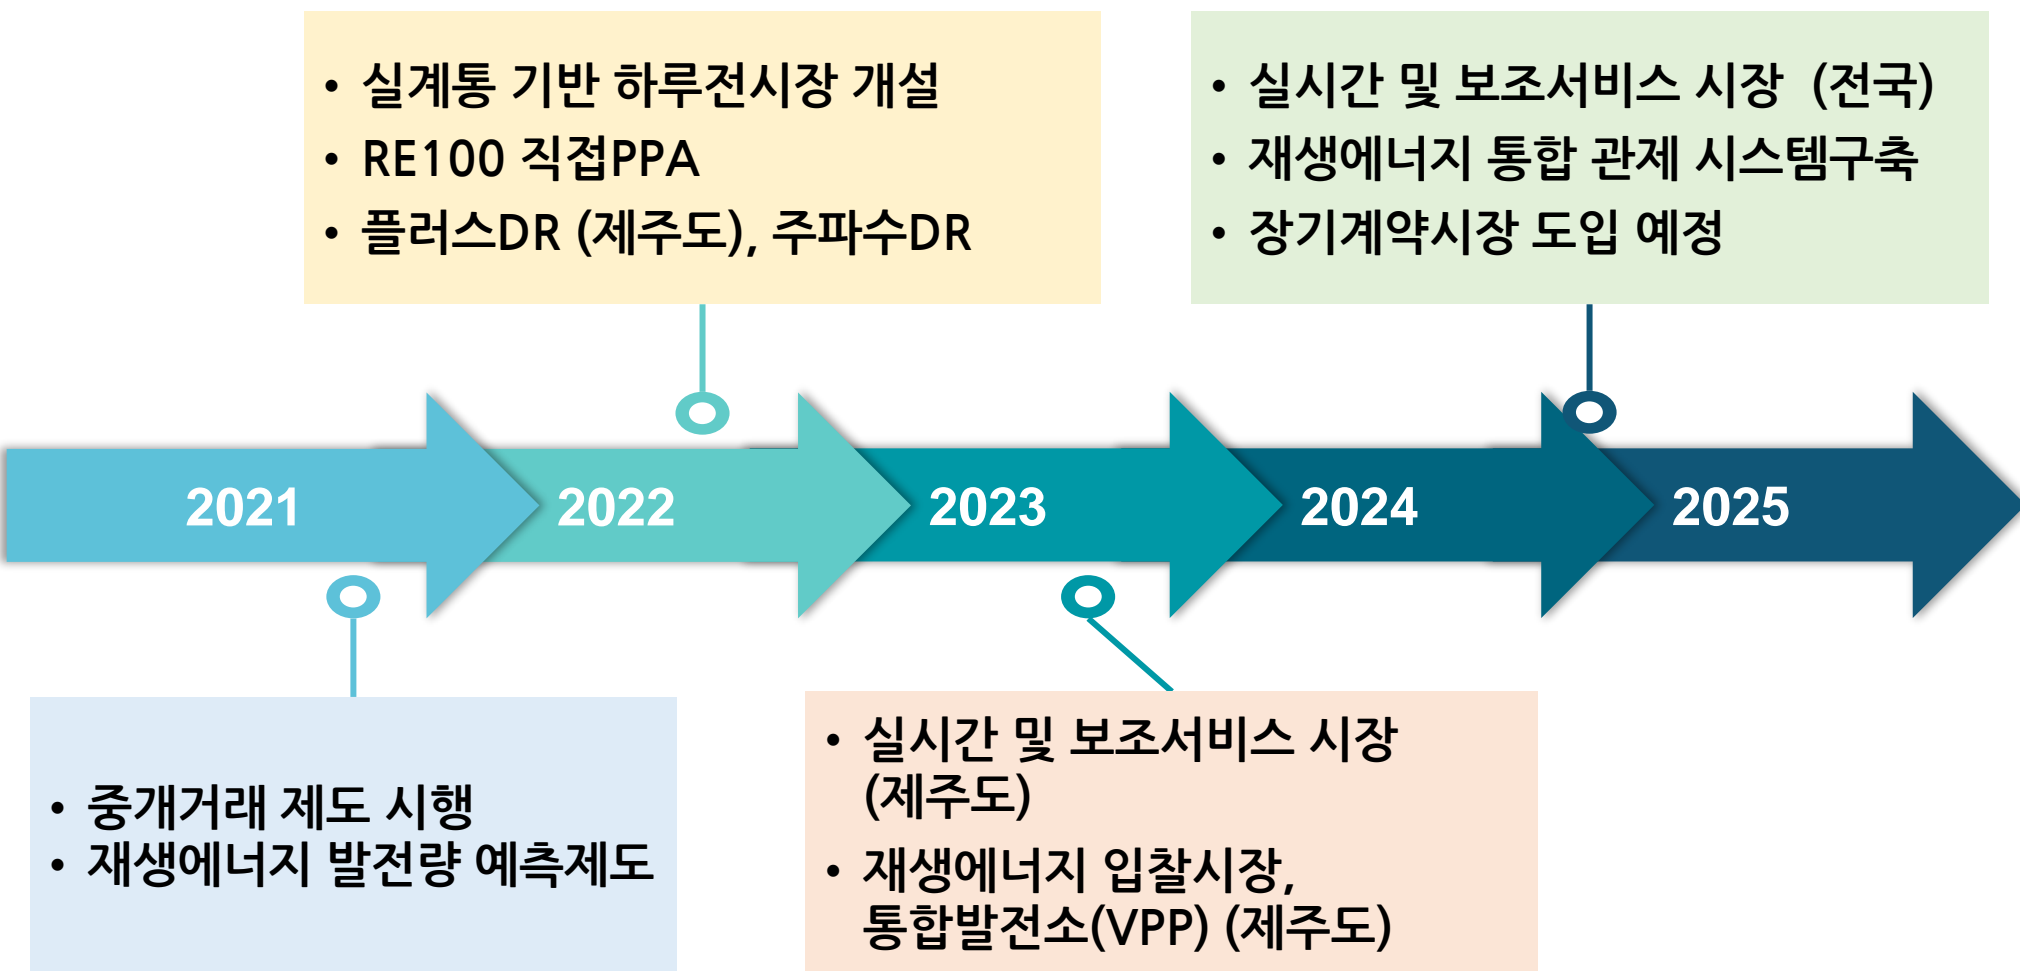 • 실계통 기반 하루전시장 개설
• RE100 직접PPA
• 플러스DR (제주도), 주파수DR
• 실시간 및 보조서비스 시장 (전국)
• 재생에너지 통합 관제 시스템구축
• 장기계약시장 도입 예정
2021
2022
2023
2024
2025
• 중개거래 제도 시행
• 재생에너지 발전량 예측제도
• 실시간 및 보조서비스 시장
(제주도)
• 재생에너지 입찰시장,
통합발전소(VPP) (제주도)